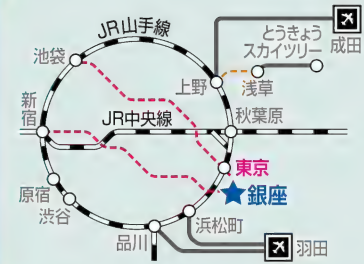 JR山手線
成田
とうきょう
スカイツリー
池袋
上野
浅草
新宿
JR中央線
秋葉原
東京
銀座
原宿
渋谷
品川
浜松町
羽田